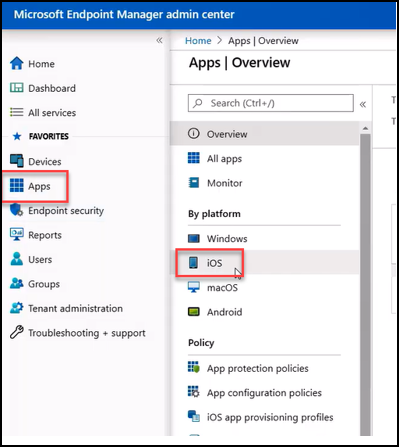 Microsoft Endpoint Manager admin center
«
Home
Dashboard
All services
FAVORITES
Devices
Apps
Endpoint security
Reports
Users
Groups
Tenant administration
Troubleshooting + support
Home > Apps | Overview
Apps | Overview
Search (Ctrl+/)
«
Overview
All apps
Monitor
By platform
Windows
iOS
macOS
Android
Policy
App protection policies
App configuration policies
iOS app provisioning profiles